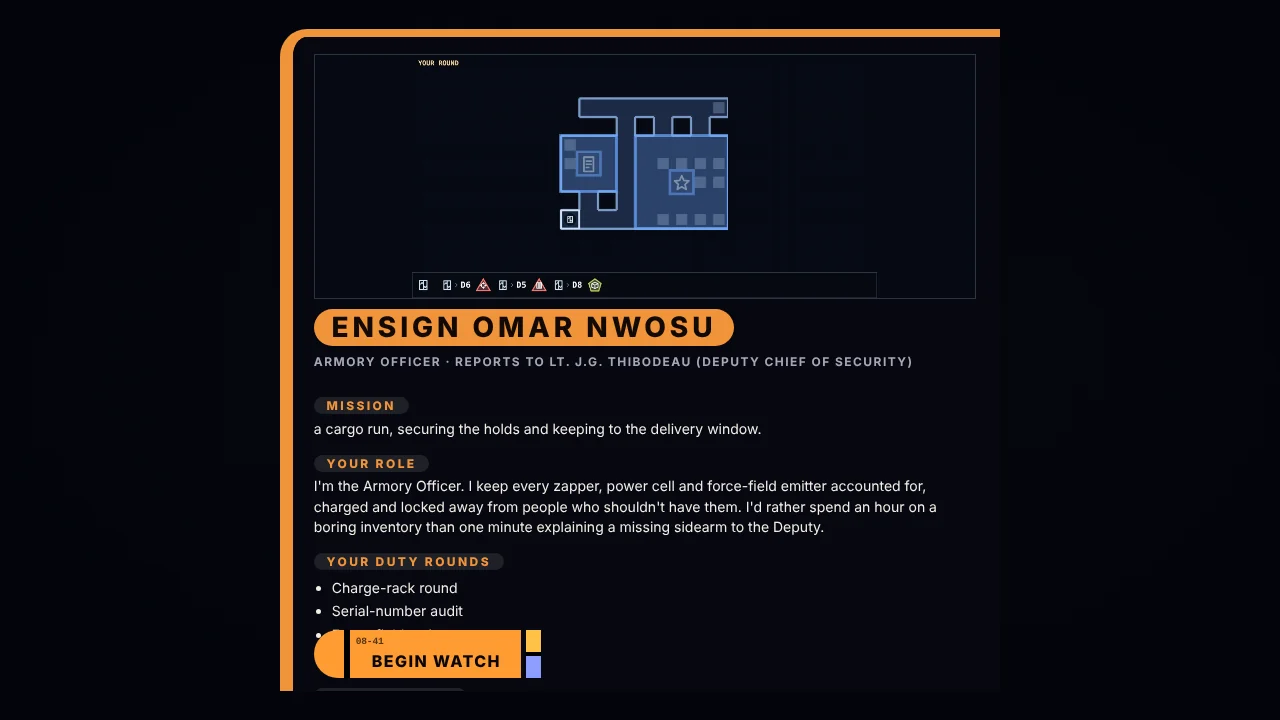 YOUR ROUND
D6 D5 D8
ENSIGN OMAR NWOSU
ARMORY OFFICER · REPORTS TO LT. J.G. THIBODEAU (DEPUTY CHIEF OF SECURITY)
MISSION
a cargo run, securing the holds and keeping to the delivery window.
YOUR ROLE
I'm the Armory Officer. I keep every zapper, power cell and force-field emitter accounted for,
charged and locked away from people who shouldn't have them. I'd rather spend an hour on a
boring inventory than one minute explaining a missing sidearm to the Deputy.
YOUR DUTY ROUNDS
• Charge-rack round
• Serial-number audit
08-41
BEGIN WATCH